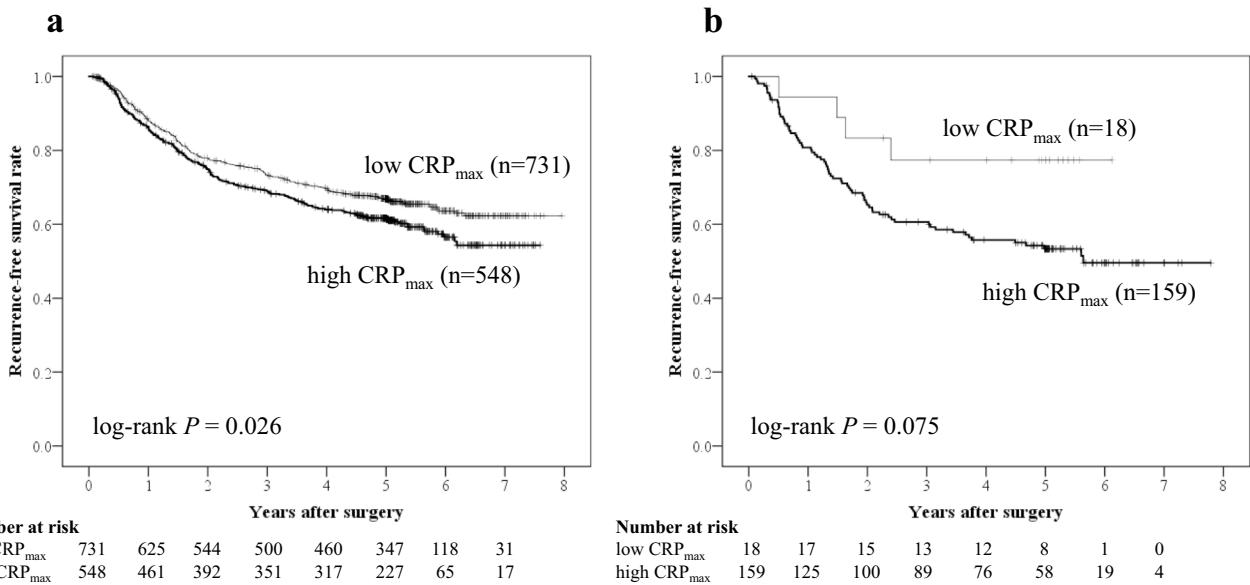 a
Recurrence-free survival rate
1.0
0.8
0.6
0.4
0.2
0.0
low CRPmax (n=731)
high CRPmax (n=548)
log-rank P = 0.026
0 1 2 3 4 5 6 7 8
Years after surgery
ber at risk
CRPmax 731 625 544 500 460 347 118 31
CRPmax 548 461 392 351 317 227 65 17
b
Recurrence-free survival rate
1.0
0.8
0.6
0.4
0.2
0.0
low CRPmax (n=18)
high CRPmax (n=159)
log-rank P = 0.075
0 1 2 3 4 5 6 7 8
Years after surgery
Number at risk
low CRPmax 18 17 15 13 12 8 1 0
high CRPmax 159 125 100 89 76 58 19 4